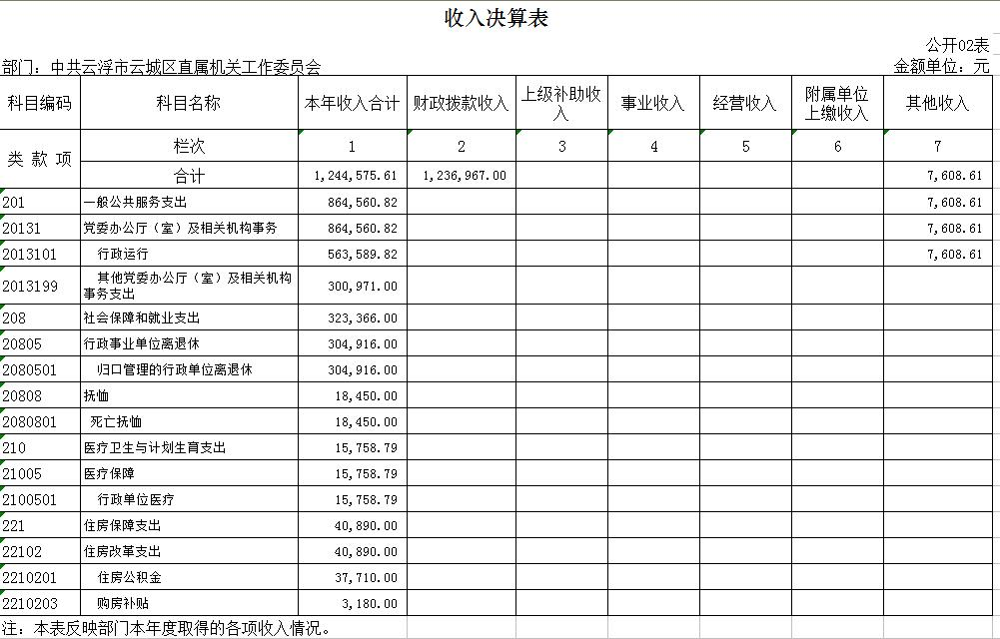 收入决算表
公开02表
部门：中共云浮市云城区直属机关工作委员会 金额单位：元
科目编码 科目名称 本年收入合计 财政拨款收入 上级补助收入 事业收入 经营收入 附属单位上缴收入 其他收入
类 款 项 栏次 1 2 3 4 5 6 7
合计 1,244,575.61 1,236,967.00 7,608.61
201 一般公共服务支出 864,560.82 7,608.61
20131 党委办公厅（室）及相关机构事务 864,560.82 7,608.61
2013101 行政运行 563,589.82 7,608.61
2013199 其他党委办公厅（室）及相关机构事务支出 300,971.00
208 社会保障和就业支出 323,366.00
20805 行政事业单位离退休 304,916.00
2080501 归口管理的行政单位离退休 304,916.00
20808 抚恤 18,450.00
2080801 死亡抚恤 18,450.00
210 医疗卫生与计划生育支出 15,758.79
21005 医疗保障 15,758.79
2100501 行政单位医疗 15,758.79
221 住房保障支出 40,890.00
22102 住房改革支出 40,890.00
2210201 住房公积金 37,710.00
2210203 购房补贴 3,180.00
注：本表反映部门本年度取得的各项收入情况。